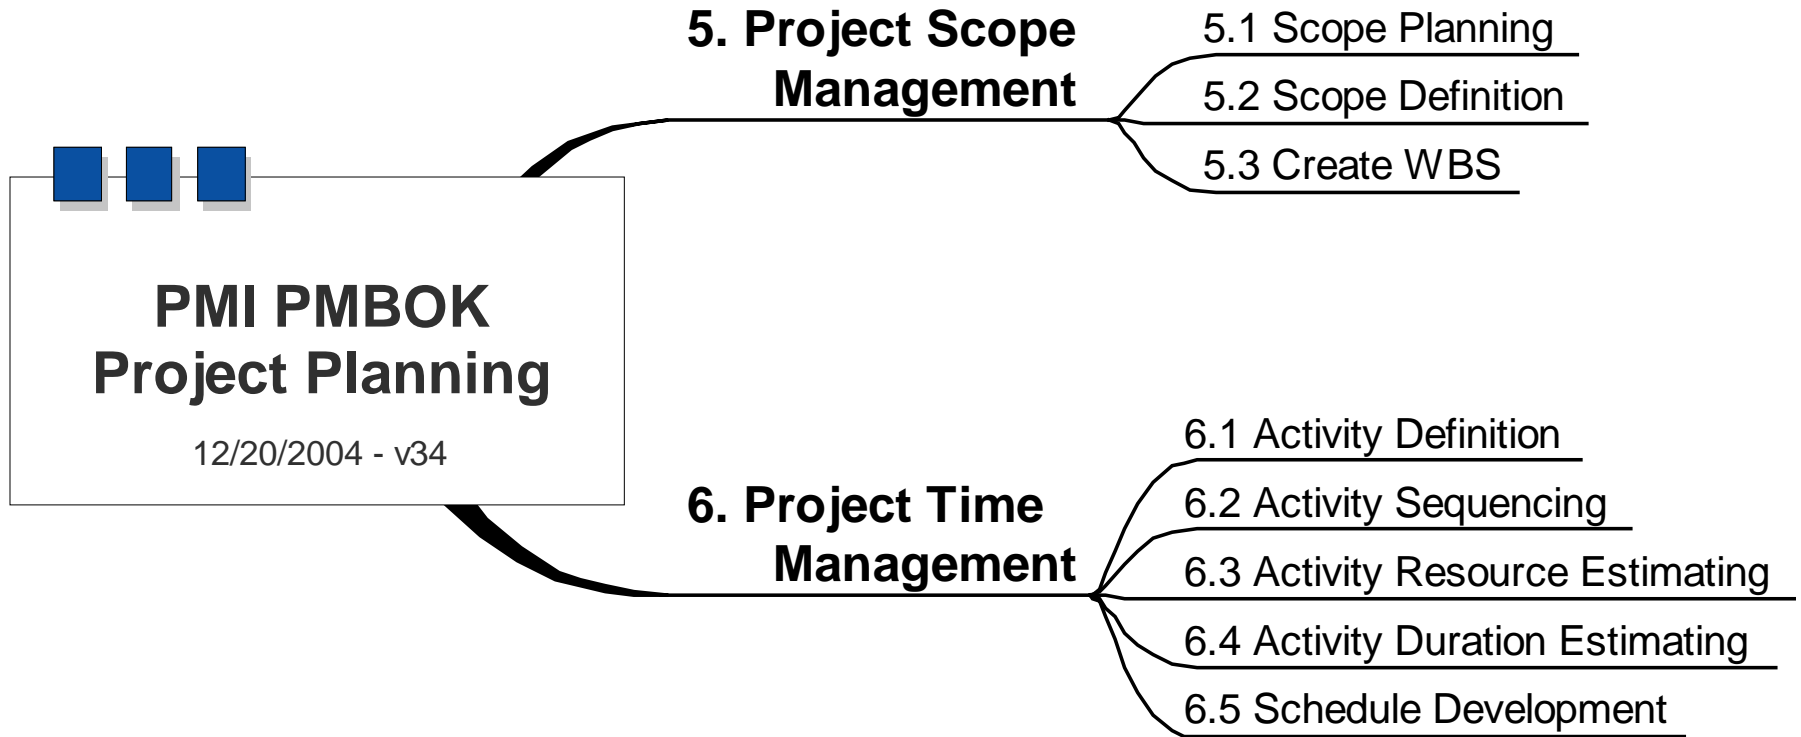 PMI PMBOK
Project Planning
12/20/2004 - v34
5. Project Scope
Management
5.1 Scope Planning
5.2 Scope Definition
5.3 Create WBS
6. Project Time
Management
6.1 Activity Definition
6.2 Activity Sequencing
6.3 Activity Resource Estimating
6.4 Activity Duration Estimating
6.5 Schedule Development